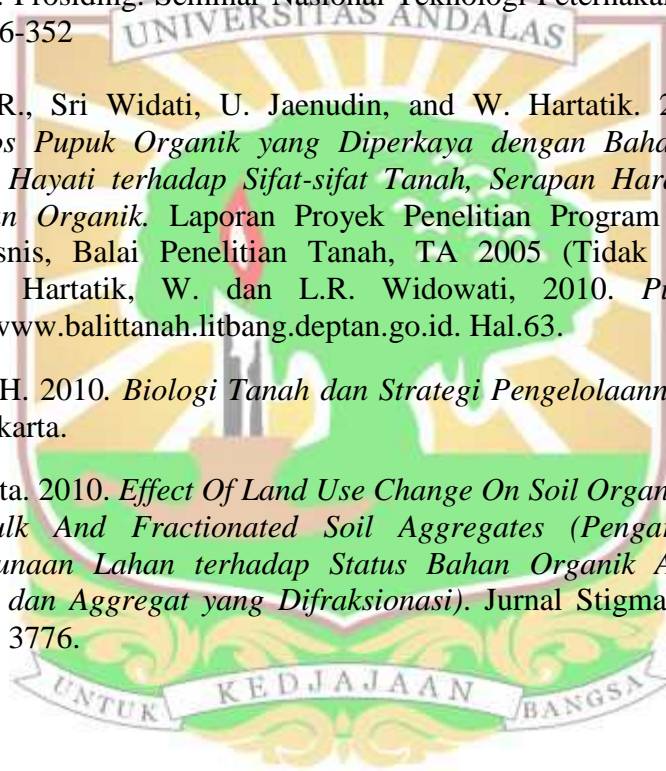 . Prosiding. Seminar Nasional Teknologi Peternakan
6-352
UNIVERSITAS ANDALAS
R., Sri Widati, U. Jaenudin, and W. Hartatik. 2
os Pupuk Organik yang Diperkaya dengan Baha
Hayati terhadap Sifat-sifat Tanah, Serapan Hara
an Organik. Laporan Proyek Penelitian Program
snis, Balai Penelitian Tanah, TA 2005 (Tidak
Hartatik, W. dan L.R. Widowati, 2010. Pu
www.balittanah.litbang.deptan.go.id. Hal.63.
H. 2010. Biologi Tanah dan Strategi Pengelolaann
karta.
ta. 2010. Effect Of Land Use Change On Soil Organ
ulk And Fractionated Soil Aggregates (Pengar
unaan Lahan terhadap Status Bahan Organik A
dan Aggregat yang Difraksionasi). Jurnal Stigma
3776.
UNTUK KEDJAJAAN BANGSA